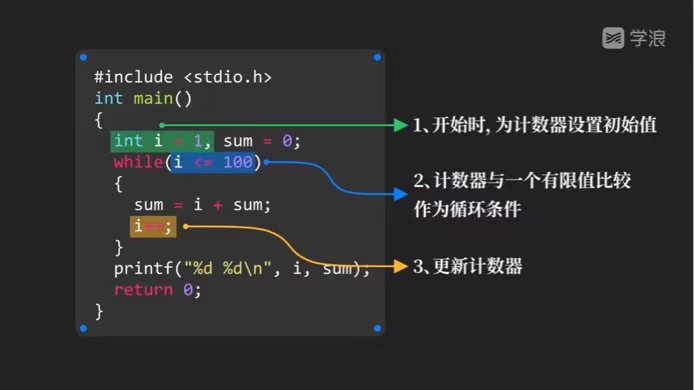 学浪
#include <stdio.h>
int main()
{
int i = 1, sum = 0;
while(i <= 100)
{
sum = i + sum;
i++;
}
printf("%d %d\n", i, sum);
return 0;
}
1、开始时, 为计数器设置初始值
2、计数器与一个有限值比较
作为循环条件
3、更新计数器